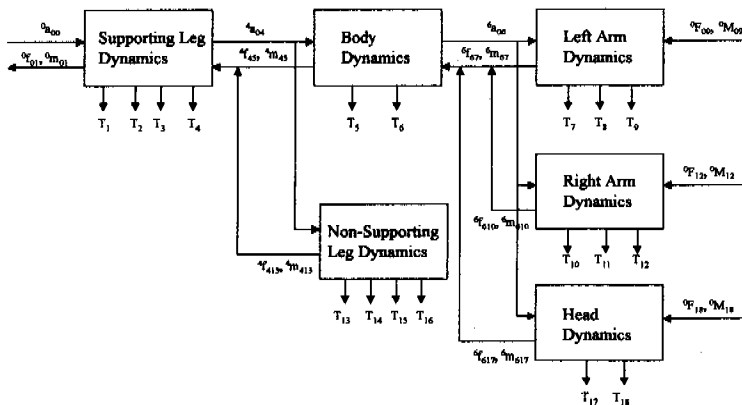 ⁰a₀₀
Supporting Leg
Dynamics
⁰f₀₁, ⁰m₀₁
⁴a₀₄
⁴f₄₅, ⁴m₄₅
Body
Dynamics
⁶a₀₆
⁶f₆₇, ⁶m₆₇
Left Arm
Dynamics
⁰F₀₉, ⁰M₀₉
T₁ T₂ T₃ T₄
T₅ T₆
T₇ T₈ T₉
Right Arm
Dynamics
⁰F₁₂, ⁰M₁₂
⁶f₆₁₀, ⁶m₆₁₀
T₁₀ T₁₁ T₁₂
Non-Supporting
Leg Dynamics
⁴f₄₁₃, ⁴m₄₁₃
T₁₃ T₁₄ T₁₅ T₁₆
Head
Dynamics
⁰F₁₈, ⁰M₁₈
⁶f₆₁₇, ⁶m₆₁₇
T₁₇ T₁₈